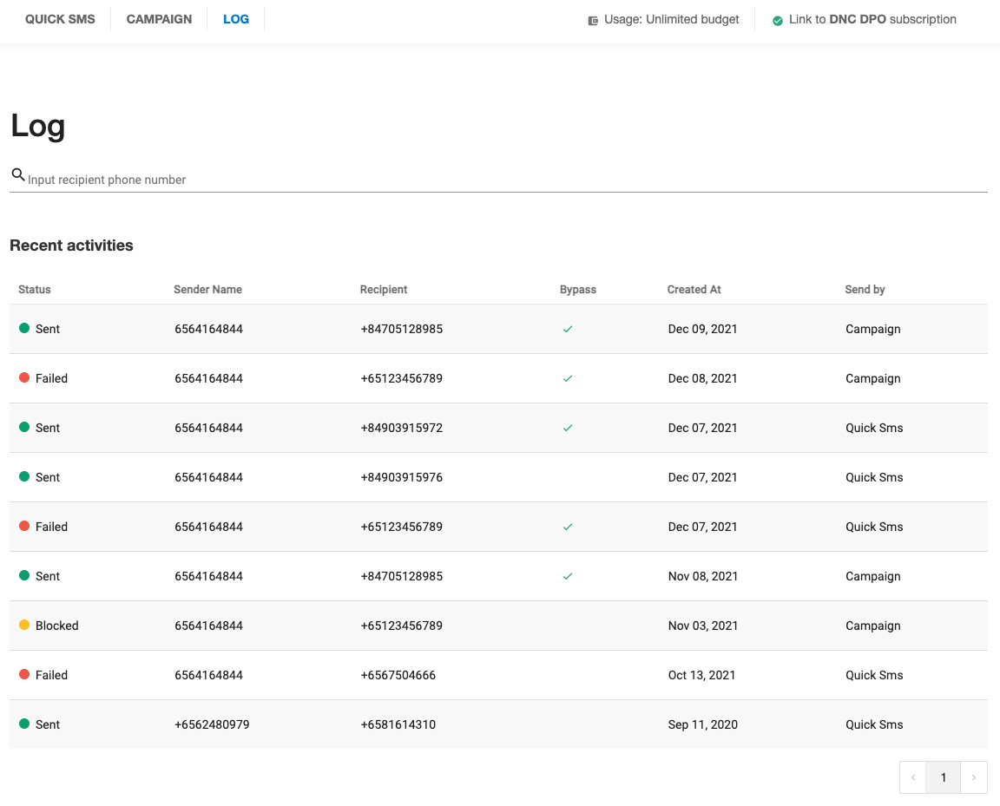 QUICK SMS CAMPAIGN LOG Usage: Unlimited budget Link to DNC DPO subscription
Log
Input recipient phone number
Recent activities
Status Sender Name Recipient Bypass Created At Send by
Sent 6564164844 +84705128985 Dec 09, 2021 Campaign
Failed 6564164844 +65123456789 Dec 08, 2021 Campaign
Sent 6564164844 +84903915972 Dec 07, 2021 Quick Sms
Sent 6564164844 +84903915976 Dec 07, 2021 Quick Sms
Failed 6564164844 +65123456789 Dec 07, 2021 Quick Sms
Sent 6564164844 +84705128985 Nov 08, 2021 Campaign
Blocked 6564164844 +65123456789 Nov 03, 2021 Campaign
Failed 6564164844 +6567504666 Oct 13, 2021 Quick Sms
Sent +6562480979 +6581614310 Sep 11, 2020 Quick Sms
1